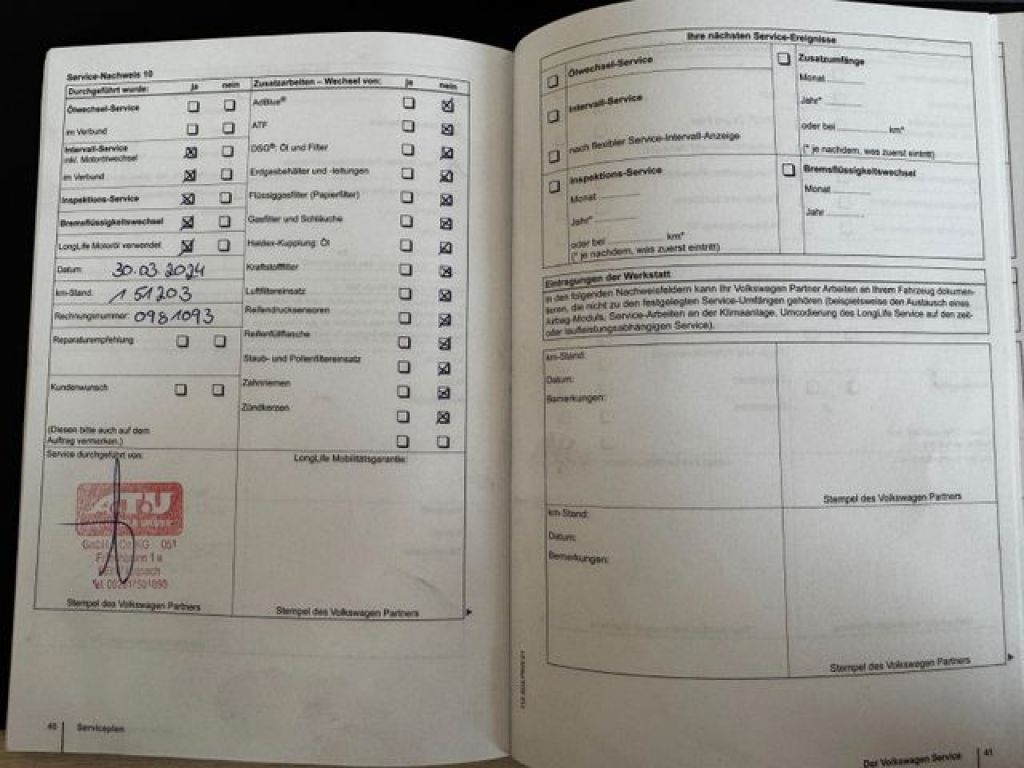 Service-Nachweis 10
Durchgeführt wurde: ja nein
Ölwechsel-Service
im Verbund
Intervall-Service
inkl. Motorölwechsel
im Verbund
Inspektions-Service
Bremsflüssigkeitswechsel
LongLife Motoröl verwendet
Datum: 30.03.2024
km-Stand: 151203
Rechnungsnummer: 0981093
Reparaturempfehlung
Kundenwunsch
(Diesen bitte auch auf dem
Auftrag vermerken.)
Zusatzarbeiten – Wechsel von: ja nein
AdBlue®
ATF
DSG®: Öl und Filter
Erdgasbehälter und -leitungen
Flüssiggasfilter (Papierfilter)
Gasfilter und Schläuche
Haldex-Kupplung: Öl
Kraftstofffilter
Luftfiltereinsatz
Reifendrucksensoren
Reifenfüllflasche
Staub- und Pollenfiltereinsatz
Zahnriemen
Zündkerzen
Service durchgeführt von:
A.T.U
GmbH & Co. KG 051
Stempel des Volkswagen Partners
LongLife Mobilitätsgarantie:
Stempel des Volkswagen Partners
40 Serviceplan
Ihre nächsten Service-Ereignisse
Ölwechsel-Service
Intervall-Service
nach flexibler Service-Intervall-Anzeige
Inspektions-Service
Monat
Jahr*
oder bei km*
(* je nachdem, was zuerst eintritt)
Zusatzumfänge
Monat
Jahr*
oder bei km*
(* je nachdem, was zuerst eintritt)
Bremsflüssigkeitswechsel
Monat
Jahr
Eintragungen der Werkstatt
In den folgenden Nachweisfeldern kann Ihr Volkswagen Partner Arbeiten an Ihrem Fahrzeug dokumen-
tieren, die nicht zu den festgelegten Service-Umfängen gehören (beispielsweise den Austausch eines
Airbag-Moduls, Service-Arbeiten an der Klimaanlage, Umcodierung des LongLife Service auf den zeit-
oder laufleistungsabhängigen Service).
km-Stand:
Datum:
Bemerkungen:
Stempel des Volkswagen Partners
km-Stand:
Datum:
Bemerkungen:
Stempel des Volkswagen Partners
Der Volkswagen Service 41